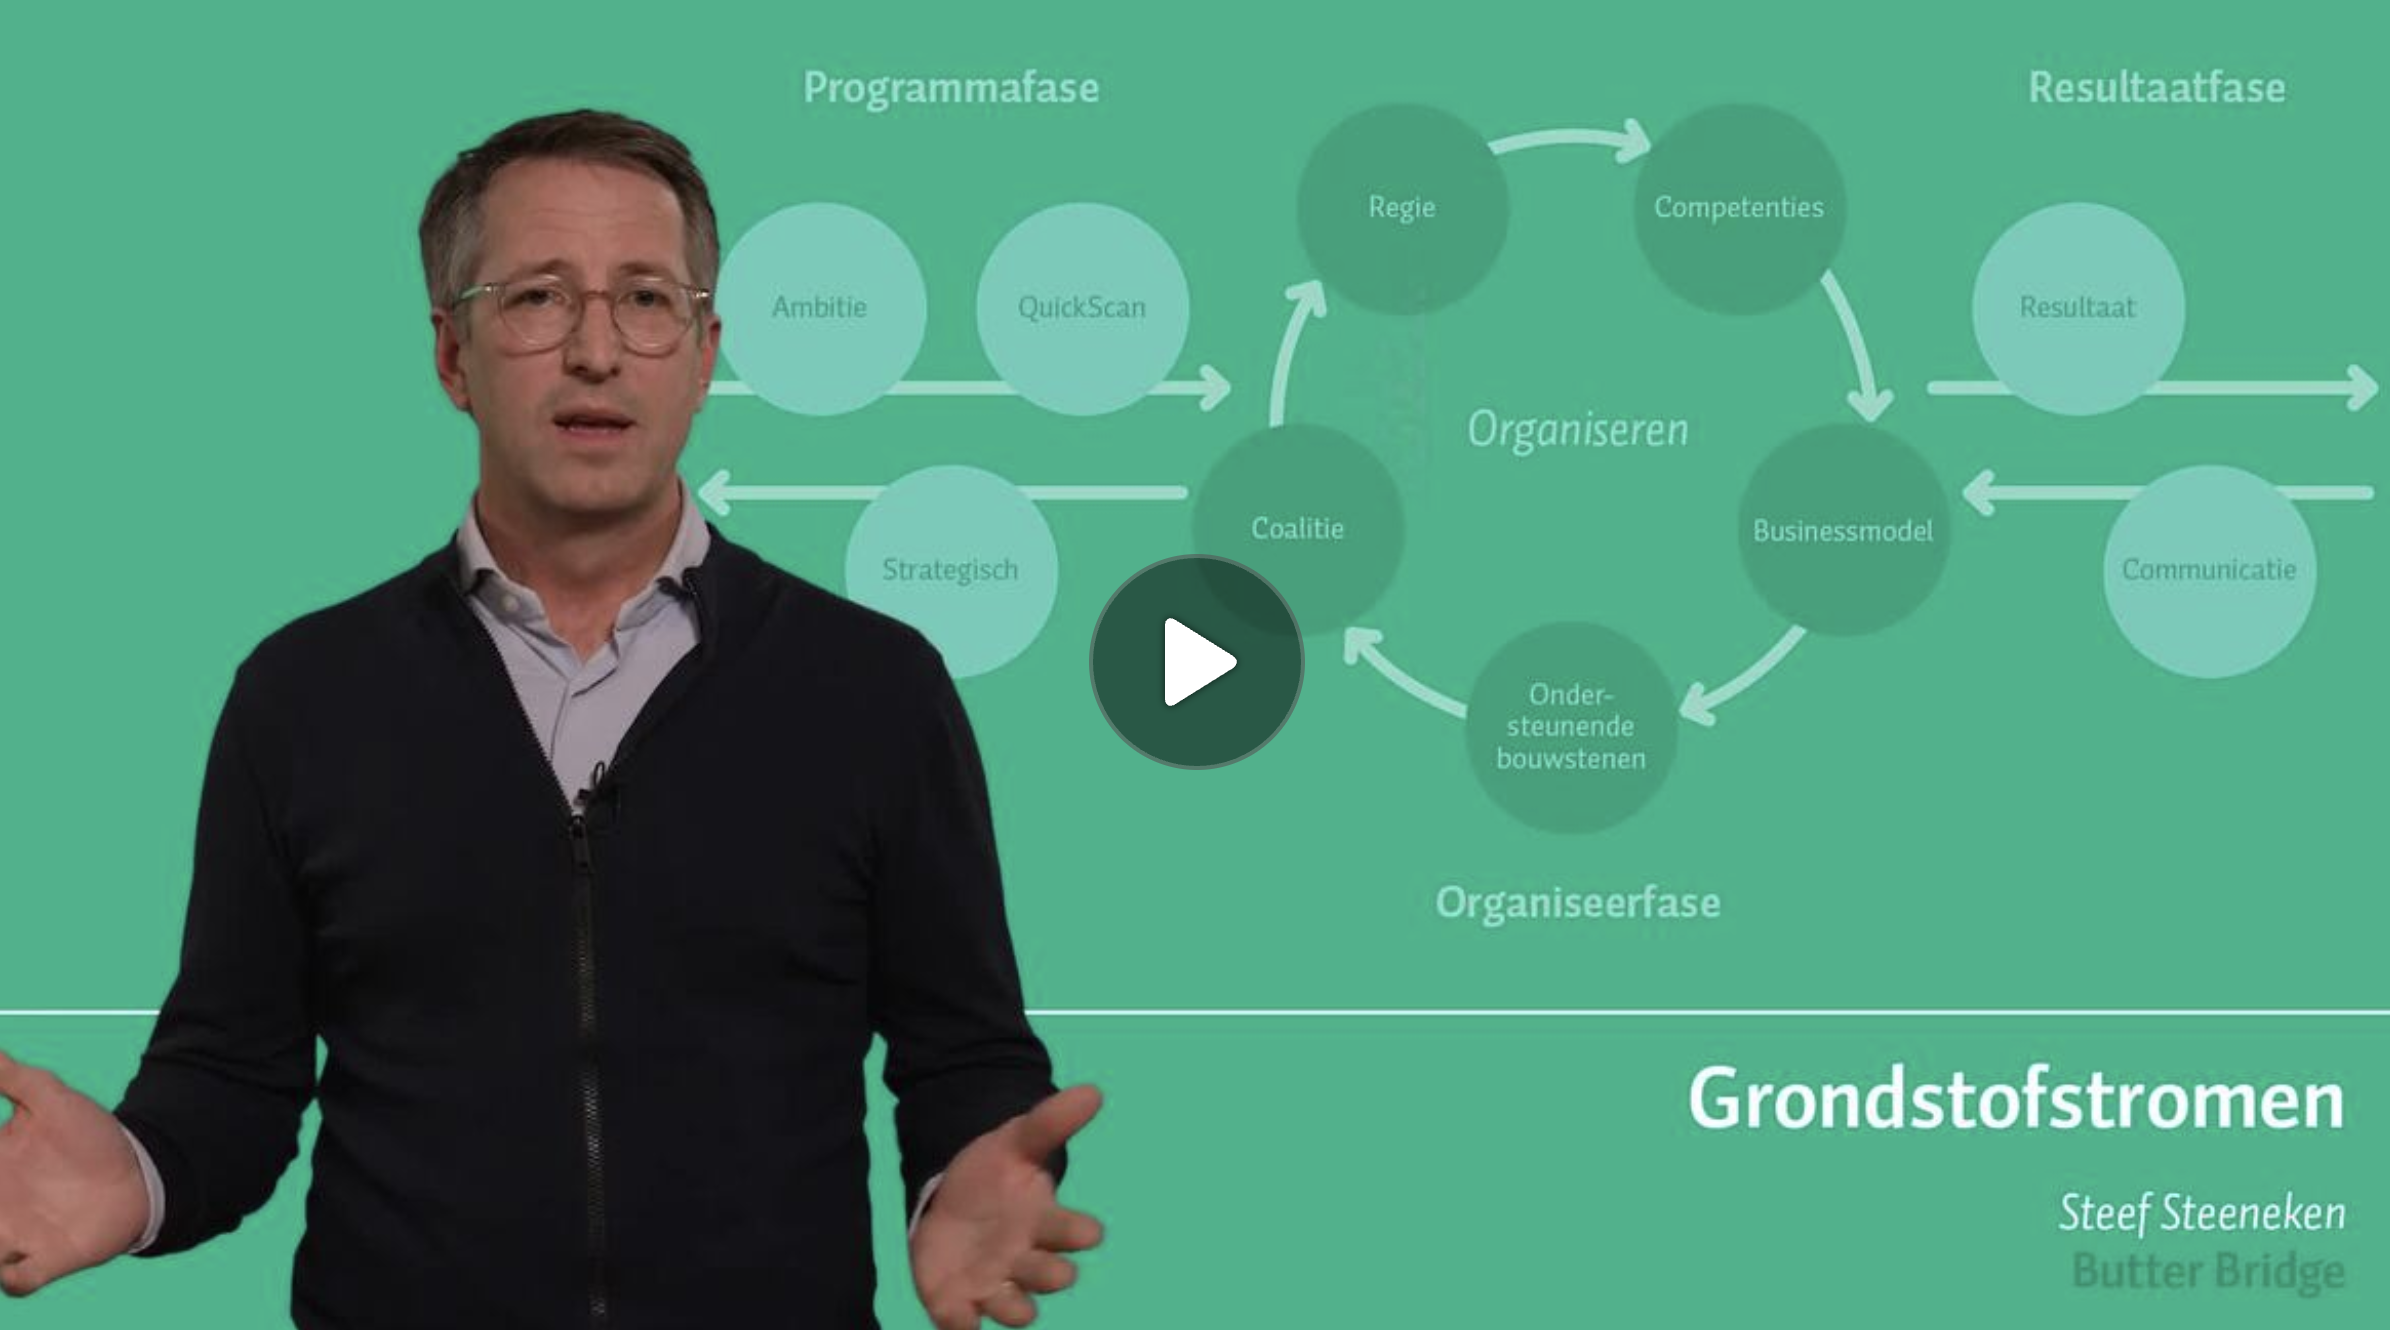 Programmafase
Resultaatfase
Regie
Competenties
Ambitie
QuickScan
Resultaat
Organiseren
Coalitie
Businessmodel
Strategisch
Communicatie
Onder-
steunende
bouwstenen
Organiseerfase
Grondstofstromen
Steef Steeneken
Butter Bridge